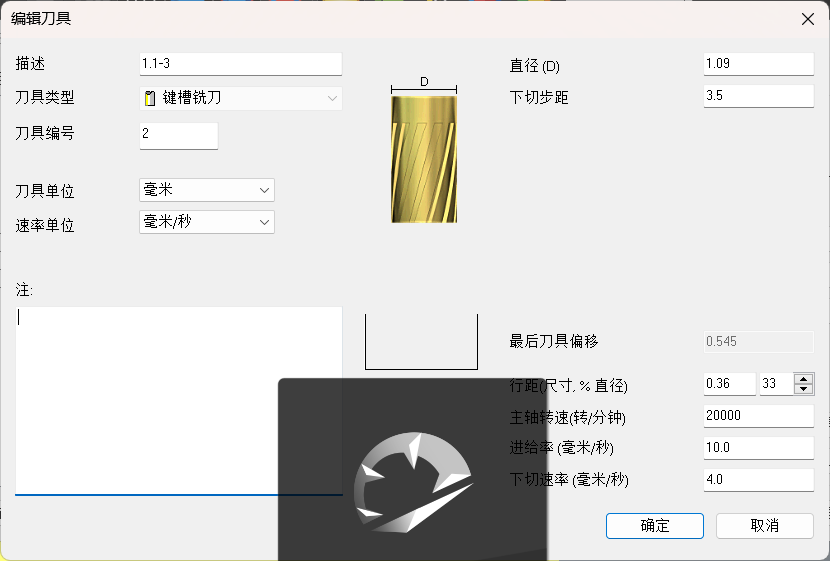 编辑刀具
描述
1.1-3
刀具类型
键槽铣刀
刀具编号
2
刀具单位
毫米
速率单位
毫米/秒
注:
D
直径 (D)
1.09
下切步距
3.5
最后刀具偏移
0.545
行距(尺寸, % 直径)
0.36
33
主轴转速(转/分钟)
20000
进给率 (毫米/秒)
10.0
下切速率 (毫米/秒)
4.0
确定
取消